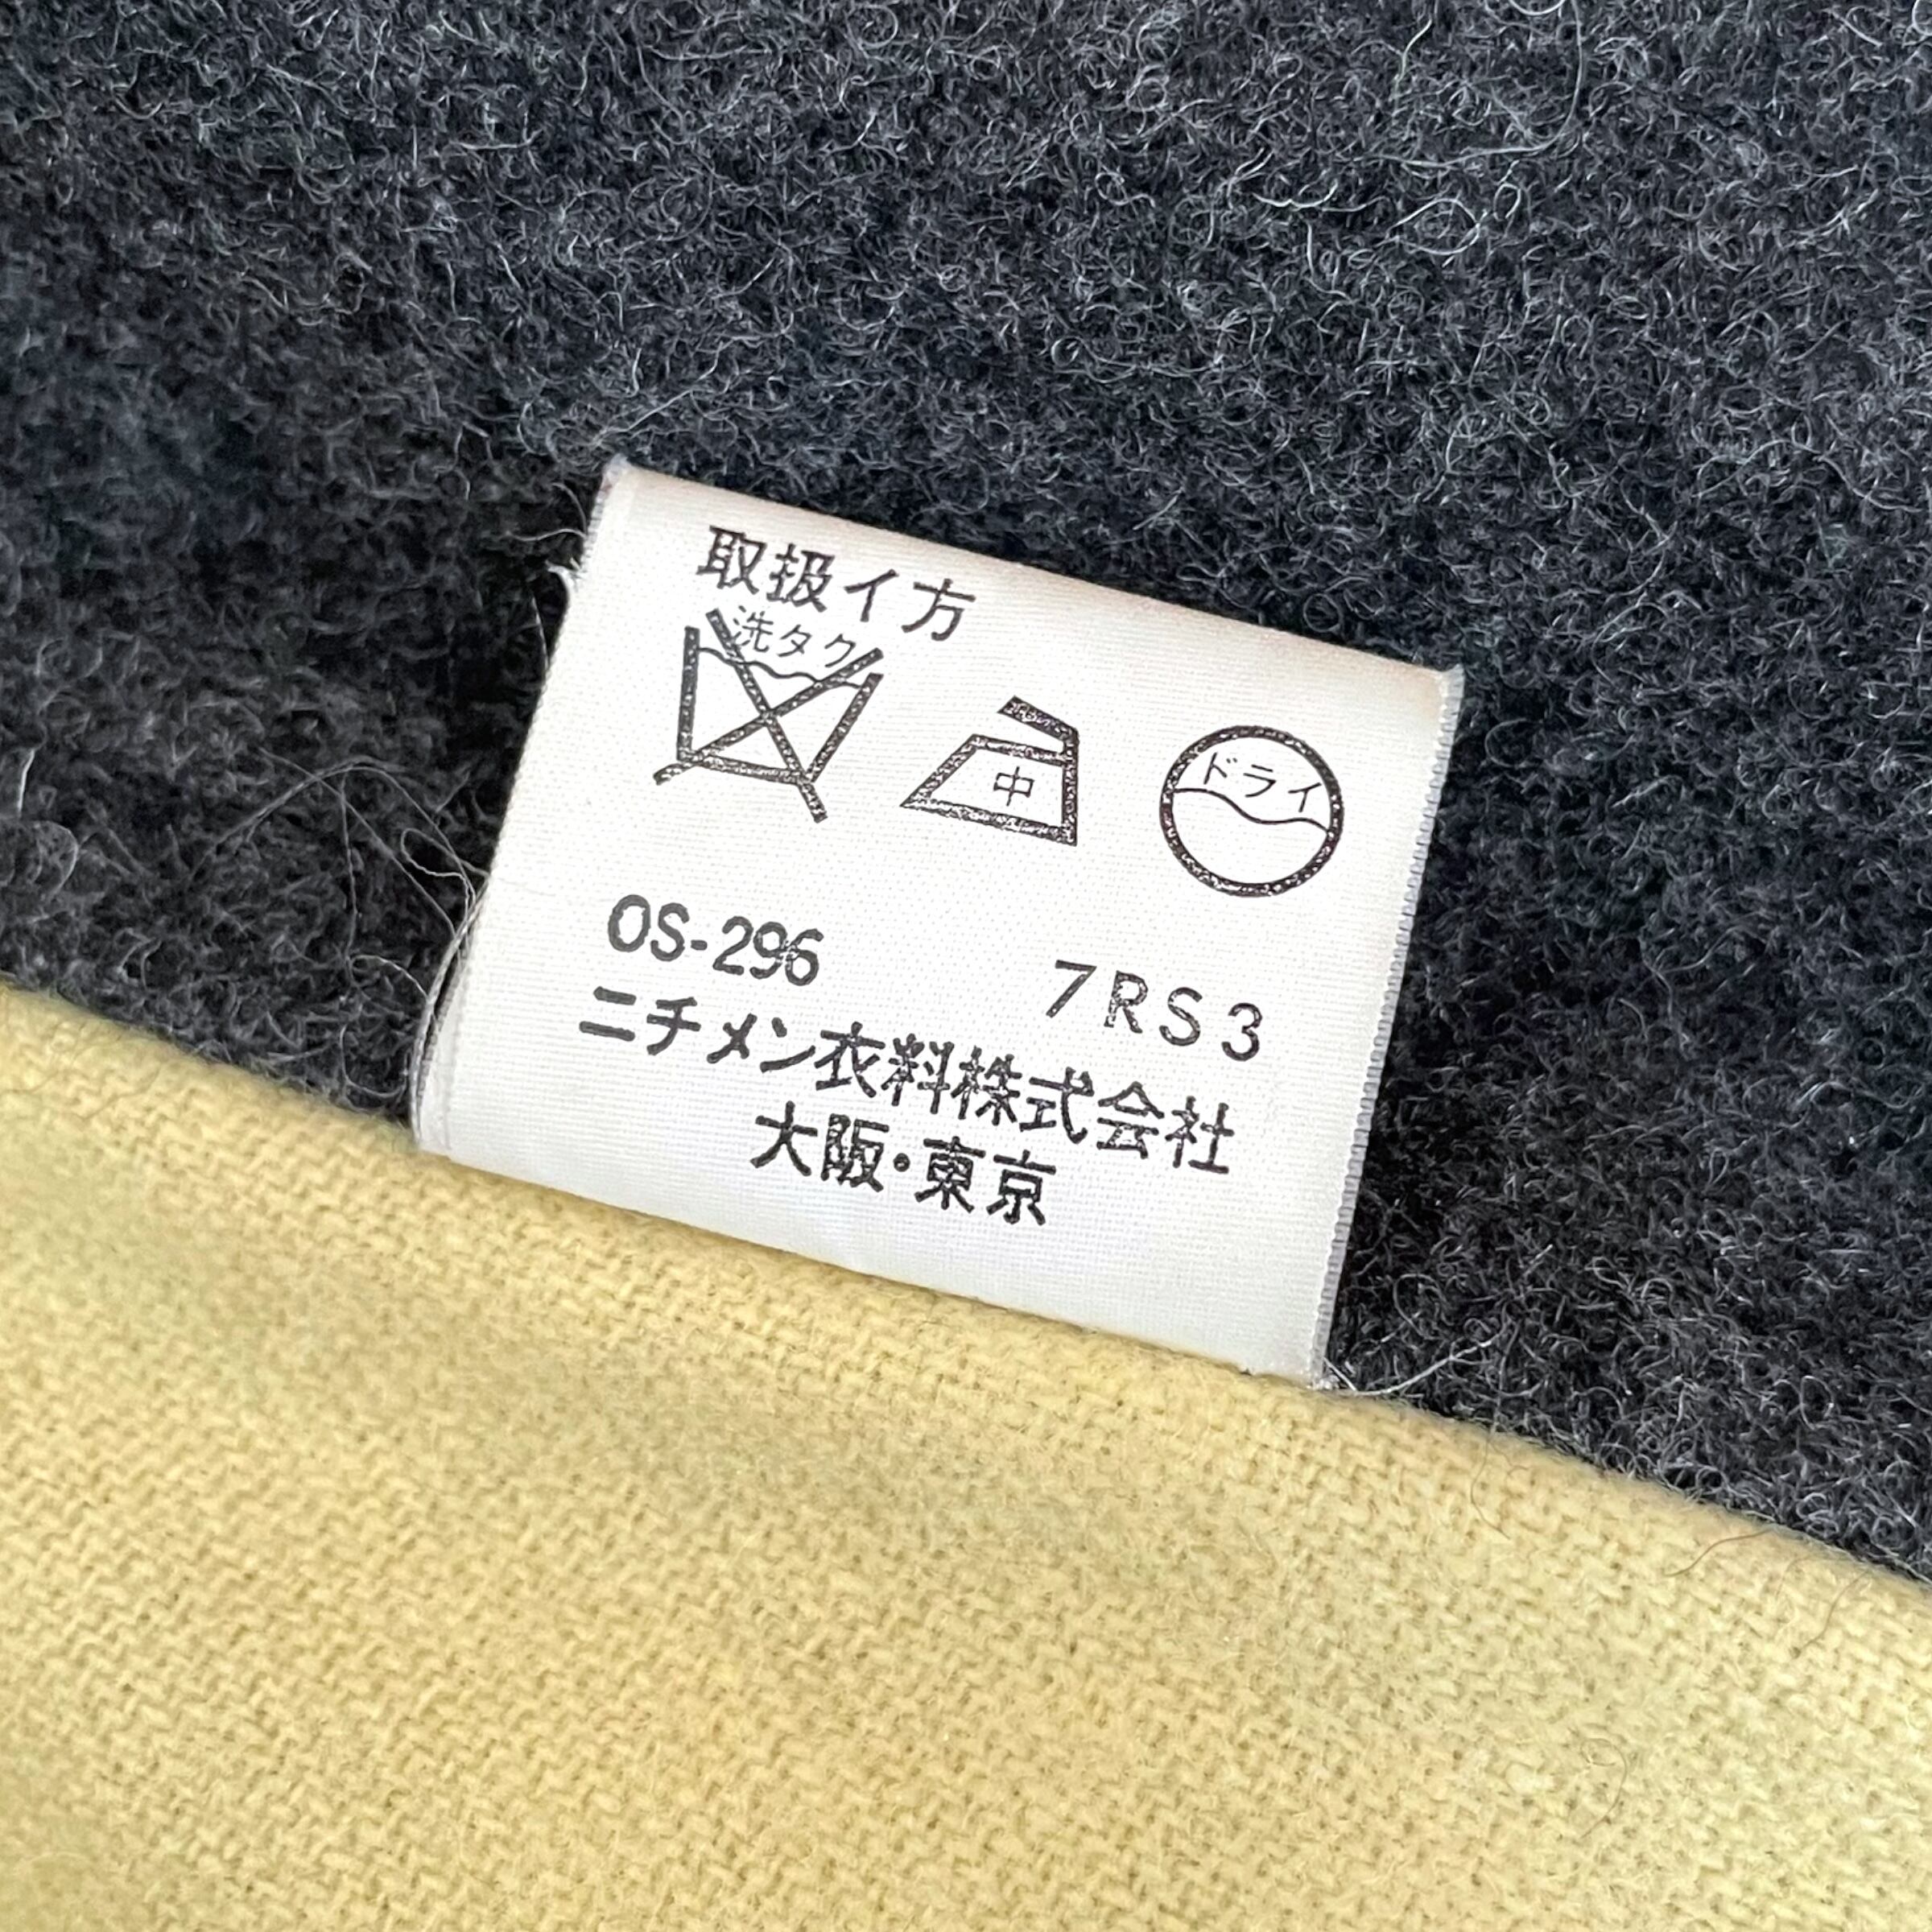 取扱イ方
洗タク
中
ドライ
OS-296
7RS3
ニチメン衣料株式会社
大阪・東京